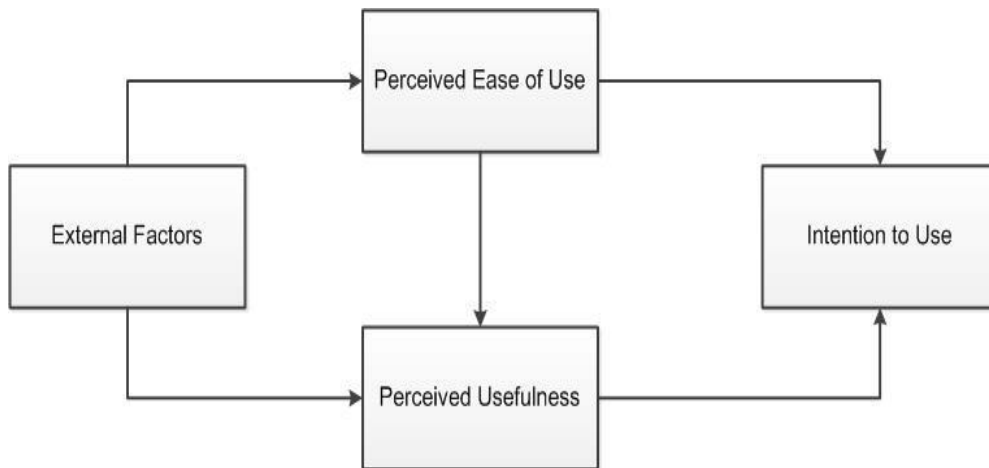 Perceived Ease of Use
External Factors
Intention to Use
Perceived Usefulness